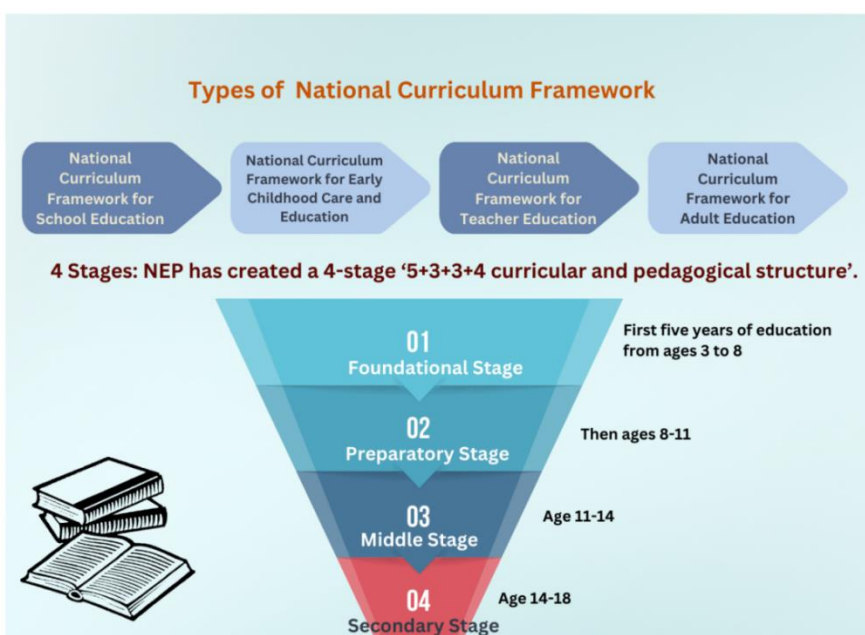 Types of National Curriculum Framework
National
Curriculum
Framework for
School Education
National Curriculum
Framework for Early
Childhood Care and
Education
National
Curriculum
Framework for
Teacher Education
National
Curriculum
Framework for
Adult Education
4 Stages: NEP has created a 4-stage ‘5+3+3+4 curricular and pedagogical structure’.
01
Foundational Stage
First five years of education
from ages 3 to 8
02
Preparatory Stage
Then ages 8-11
03
Middle Stage
Age 11-14
04
Secondary Stage
Age 14-18